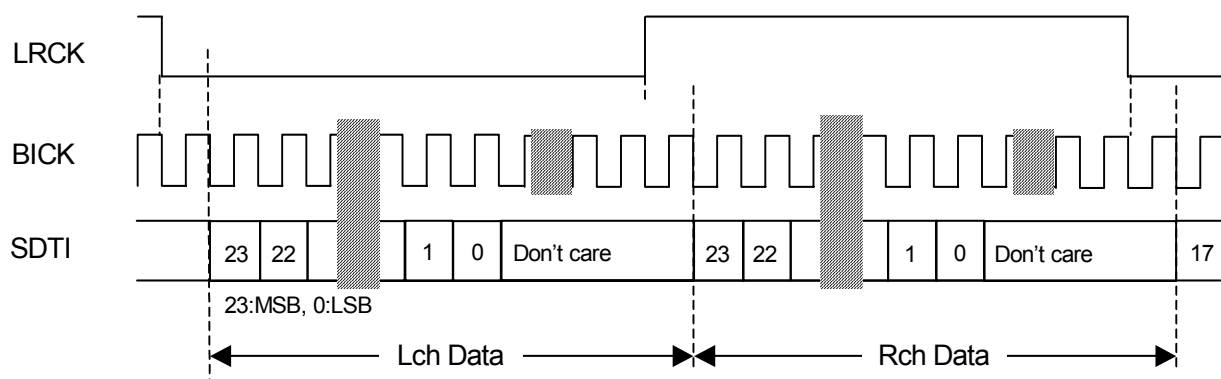 LRCK
BICK
SDTI
23 22 1 0 Don't care 23 22 1 0 Don't care 17
23:MSB, 0:LSB
Lch Data Rch Data